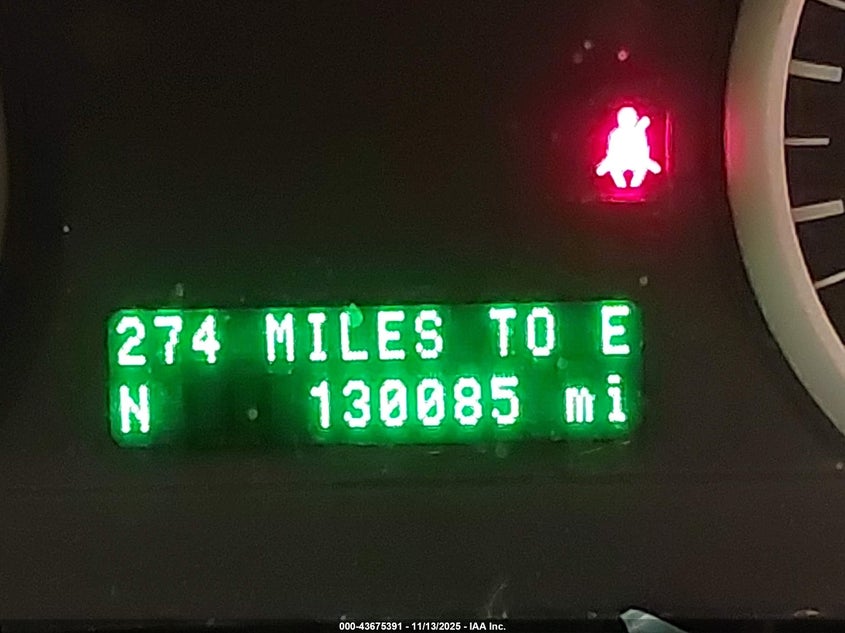 274 MILES TO E
N 130085 mi
000-43675391 - 11/13/2025 - IAA Inc.